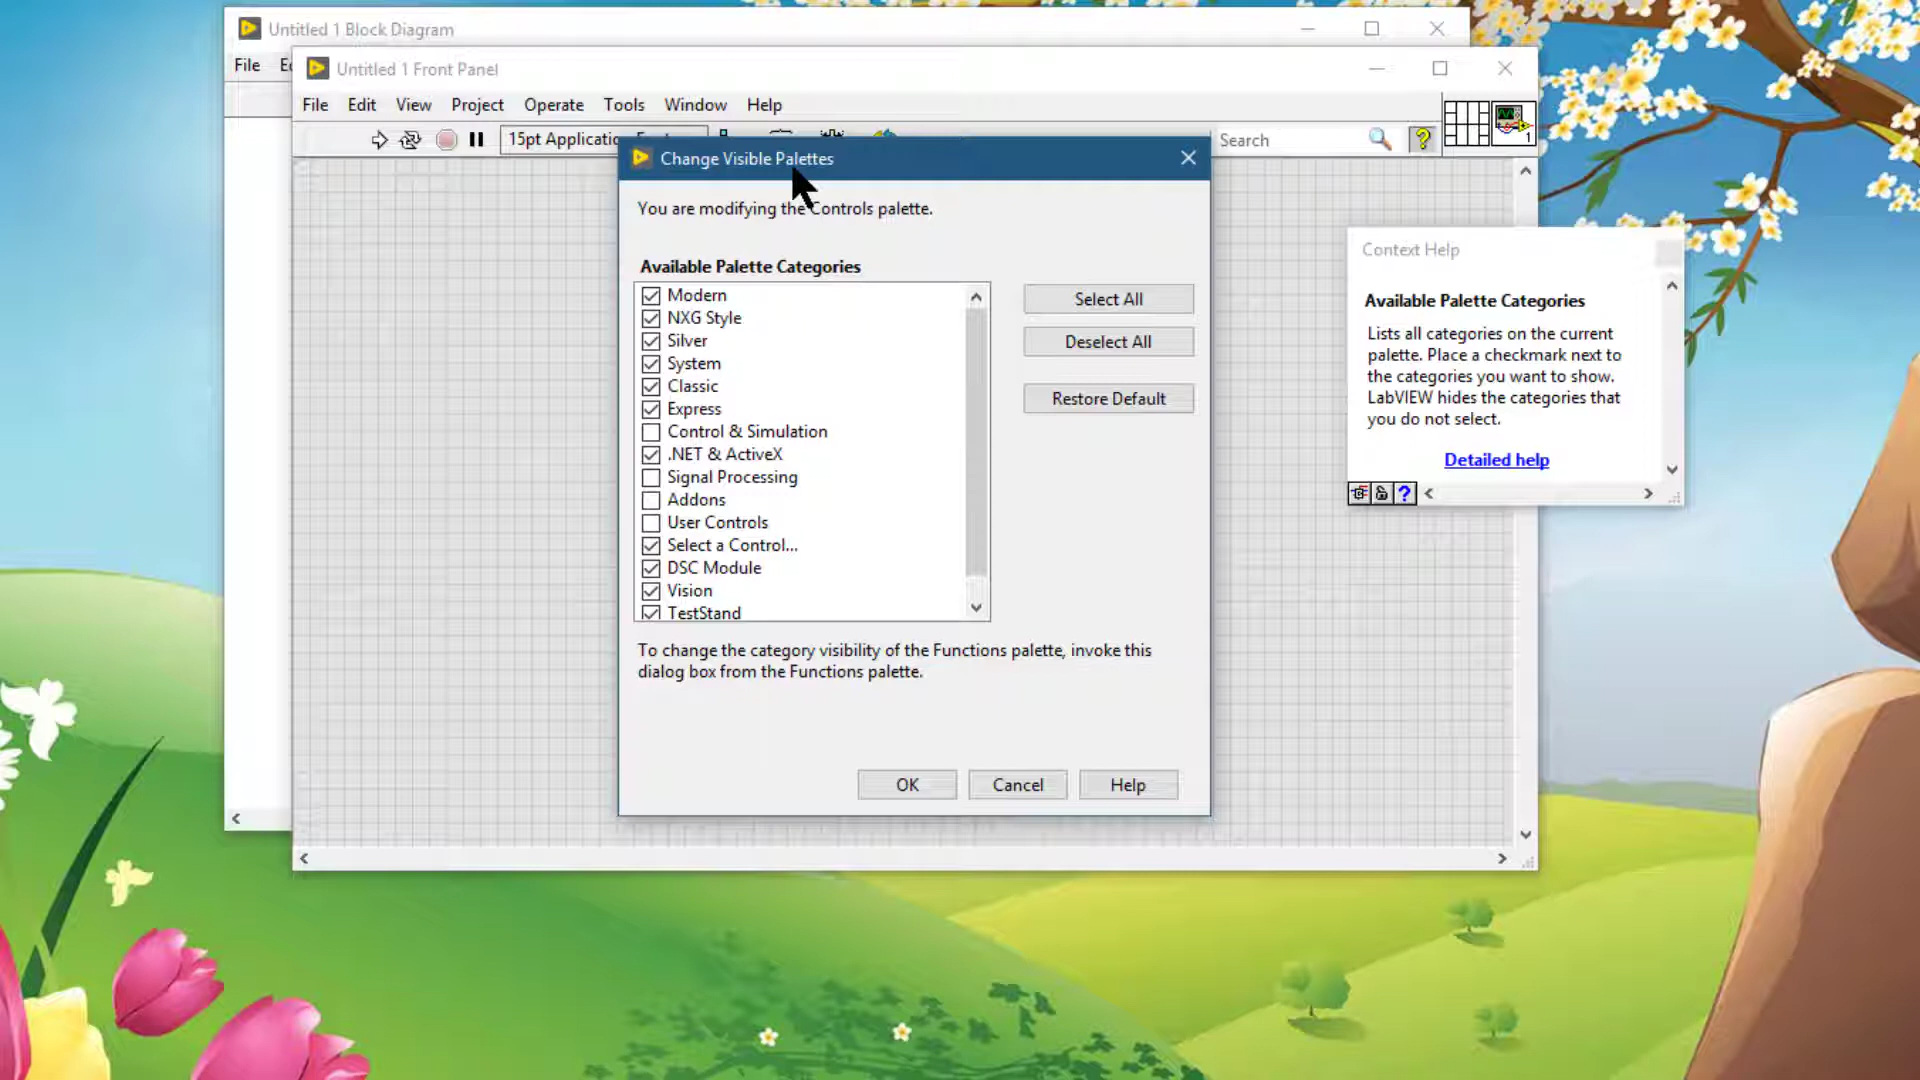 Untitled 1 Block Diagram
File
Untitled 1 Front Panel
File Edit View Project Operate Tools Window Help
15pt Application Font
Search
1
Change Visible Palettes
You are modifying the Controls palette.
Available Palette Categories
Modern
NXG Style
Silver
System
Classic
Express
Control & Simulation
.NET & ActiveX
Signal Processing
Addons
User Controls
Select a Control...
DSC Module
Vision
TestStand
Select All
Deselect All
Restore Default
To change the category visibility of the Functions palette, invoke this
dialog box from the Functions palette.
OK Cancel Help
Context Help
Available Palette Categories
Lists all categories on the current
palette. Place a checkmark next to
the categories you want to show.
LabVIEW hides the categories that
you do not select.
Detailed help